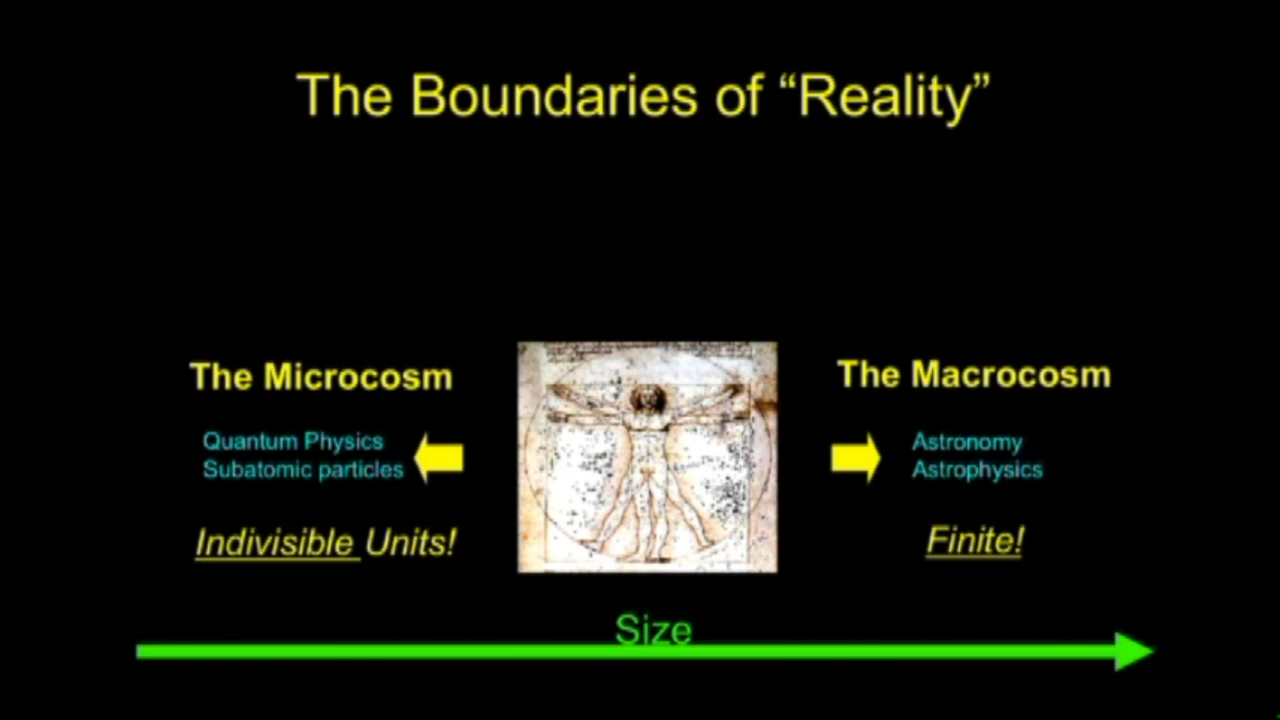 The Boundaries of “Reality”
The Microcosm
The Macrocosm
Quantum Physics
Subatomic particles
Astronomy
Astrophysics
Indivisible Units!
Finite!
Size